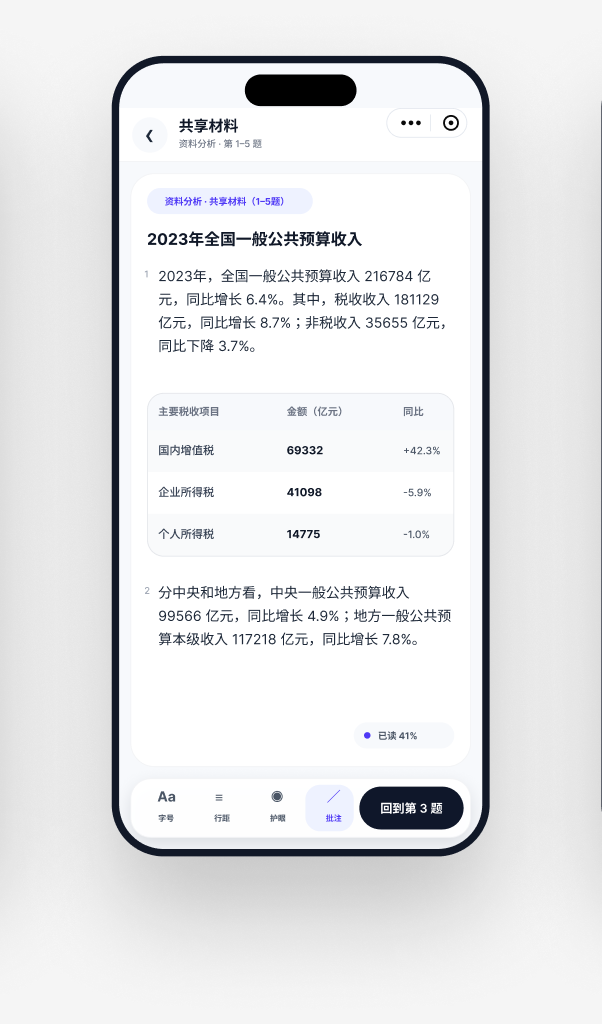 共享材料
资料分析 · 第 1–5 题
资料分析 · 共享材料（1–5题）
2023年全国一般公共预算收入
1
2023年，全国一般公共预算收入 216784 亿
元，同比增长 6.4%。其中，税收收入 181129
亿元，同比增长 8.7%；非税收入 35655 亿元，
同比下降 3.7%。
主要税收项目 金额（亿元） 同比
国内增值税 69332 +42.3%
企业所得税 41098 -5.9%
个人所得税 14775 -1.0%
2
分中央和地方看，中央一般公共预算收入
99566 亿元，同比增长 4.9%；地方一般公共预
算本级收入 117218 亿元，同比增长 7.8%。
已读 41%
Aa
字号 行距 护眼 批注
回到第 3 题